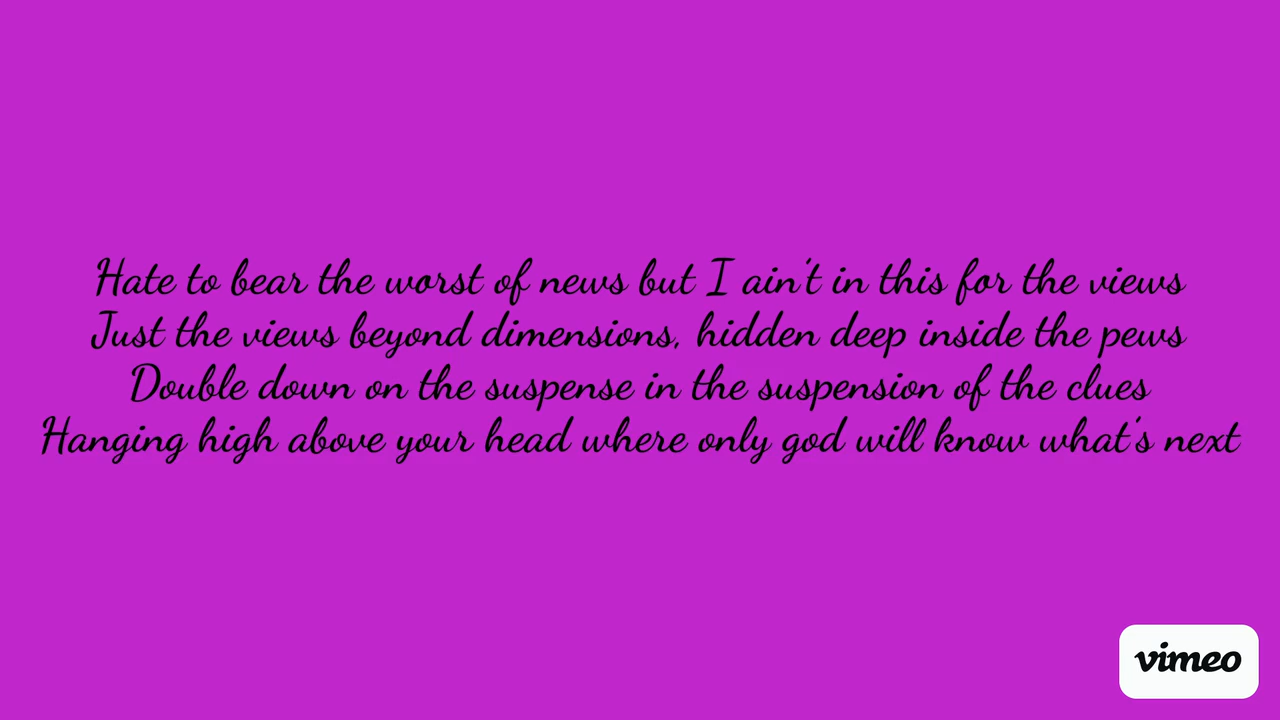 Hate to bear the worst of news but I ain't in this for the views
Just the views beyond dimensions, hidden deep inside the pews
Double down on the suspense in the suspension of the clues
Hanging high above your head where only god will know what's next
vimeo